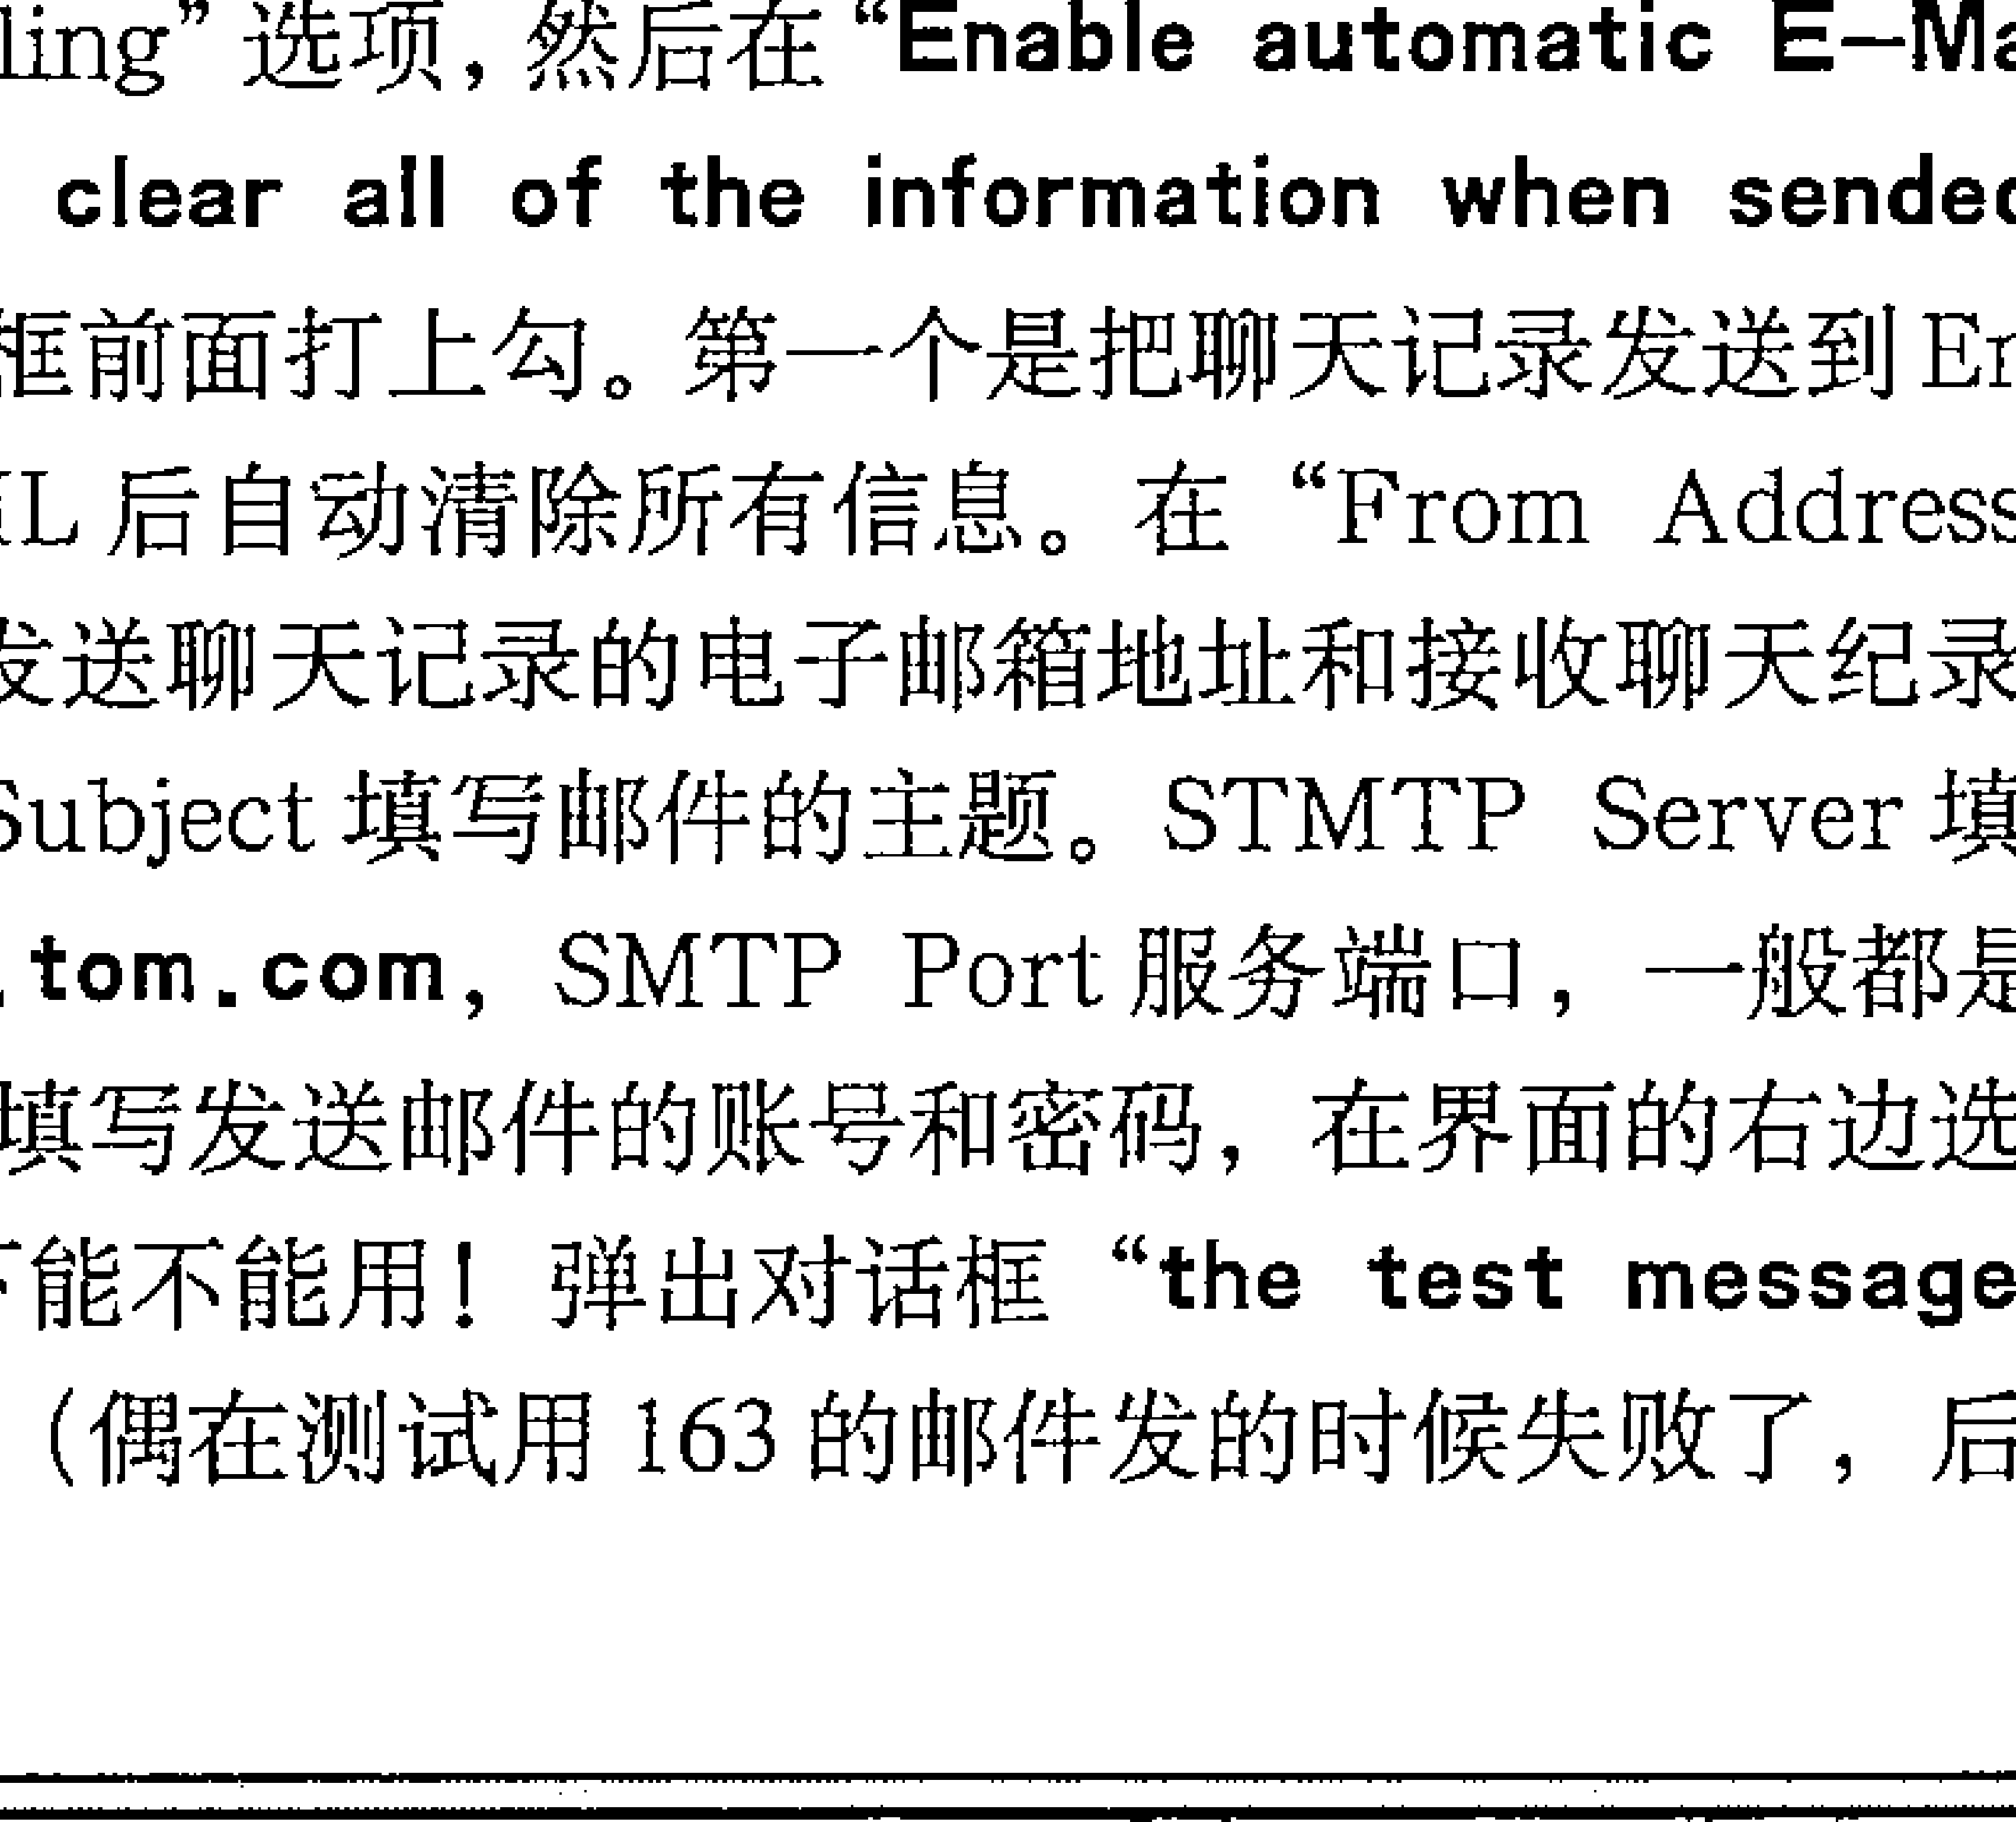 ling”选项，然后在“Enable automatic E-Ma
clear all of the information when sended
框前面打上勾。第一个是把聊天记录发送到Em
IL后自动清除所有信息。在“From Address
发送聊天记录的电子邮箱地址和接收聊天纪录
Subject填写邮件的主题。STMTP Server填
.tom.com，SMTP Port服务端口，一般都是
填写发送邮件的账号和密码，在界面的右边选
下能不能用！弹出对话框“the test message
（偶在测试用163的邮件发的时候失败了，后